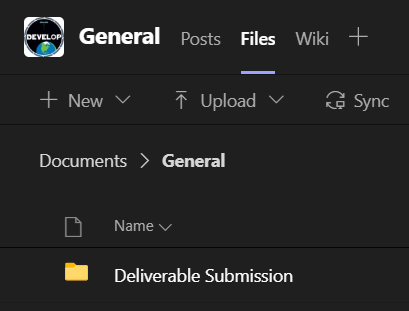 DEVELOP
General Posts Files Wiki
New Upload Sync
Documents > General
Name
Deliverable Submission